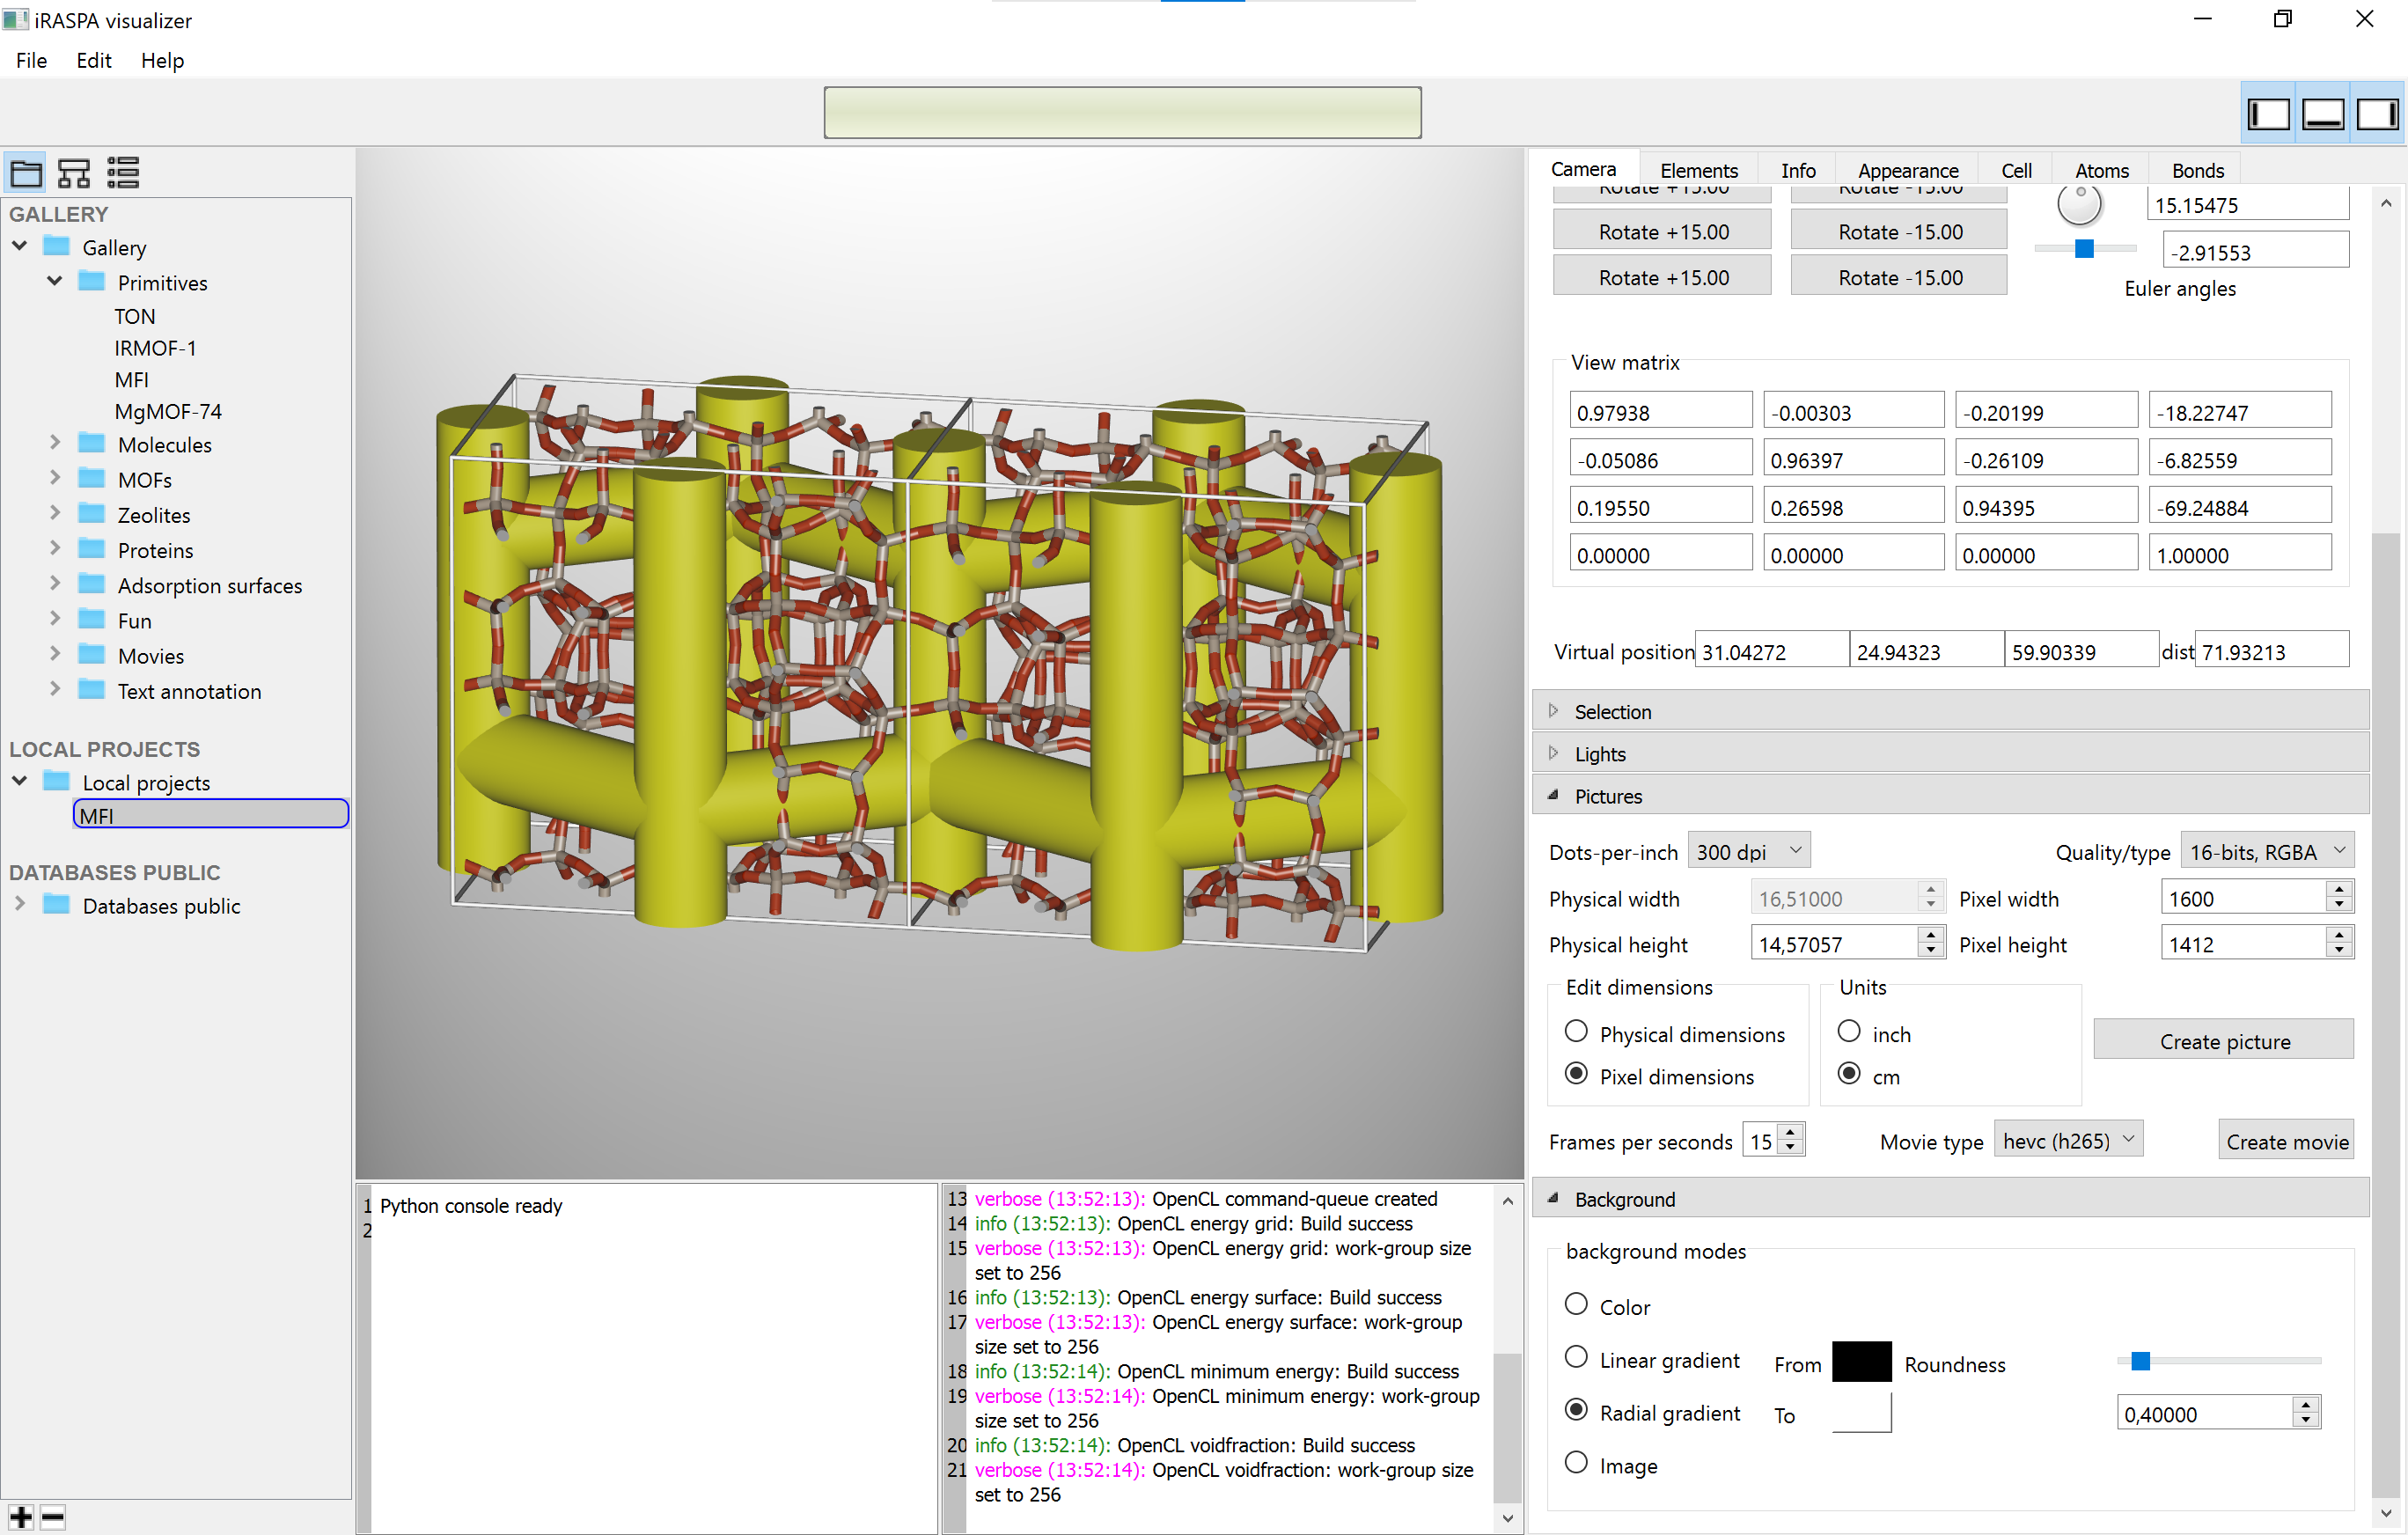 iRASPA visualizer
File Edit Help
GALLERY
Gallery
Primitives
TON
IRMOF-1
MFI
MgMOF-74
Molecules
MOFs
Zeolites
Proteins
Adsorption surfaces
Fun
Movies
Text annotation
LOCAL PROJECTS
Local projects
MFI
DATABASES PUBLIC
Databases public
1 Python console ready
2
13 verbose (13:52:13): OpenCL command-queue created
14 info (13:52:13): OpenCL energy grid: Build success
15 verbose (13:52:13): OpenCL energy grid: work-group size
set to 256
16 info (13:52:13): OpenCL energy surface: Build success
17 verbose (13:52:13): OpenCL energy surface: work-group
size set to 256
18 info (13:52:14): OpenCL minimum energy: Build success
19 verbose (13:52:14): OpenCL minimum energy: work-group
size set to 256
20 info (13:52:14): OpenCL voidfraction: Build success
21 verbose (13:52:14): OpenCL voidfraction: work-group size
set to 256
Camera Elements Info Appearance Cell Atoms Bonds
Rotate +15.00 Rotate -15.00 15.15475
Rotate +15.00 Rotate -15.00 -2.91553
Rotate +15.00 Rotate -15.00 Euler angles
View matrix
0.97938 -0.00303 -0.20199 -18.22747
-0.05086 0.96397 -0.26109 -6.82559
0.19550 0.26598 0.94395 -69.24884
0.00000 0.00000 0.00000 1.00000
Virtual position 31.04272 24.94323 59.90339 dist 71.93213
Selection
Lights
Pictures
Dots-per-inch 300 dpi Quality/type 16-bits, RGBA
Physical width 16,51000 Pixel width 1600
Physical height 14,57057 Pixel height 1412
Edit dimensions Units
Physical dimensions inch Create picture
Pixel dimensions cm
Frames per seconds 15 Movie type hevc (h265) Create movie
Background
background modes
Color
Linear gradient From Roundness
Radial gradient To 0,40000
Image